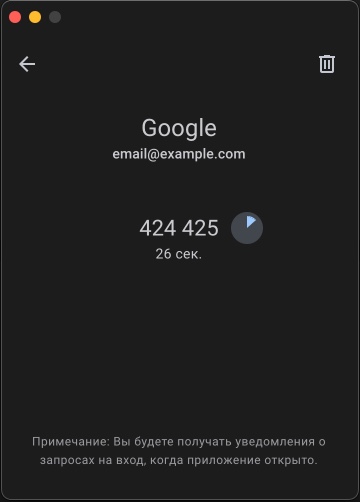 Google
email@example.com
424 425
26 сек.
Примечание: Вы будете получать уведомления о
запросах на вход, когда приложение открыто.